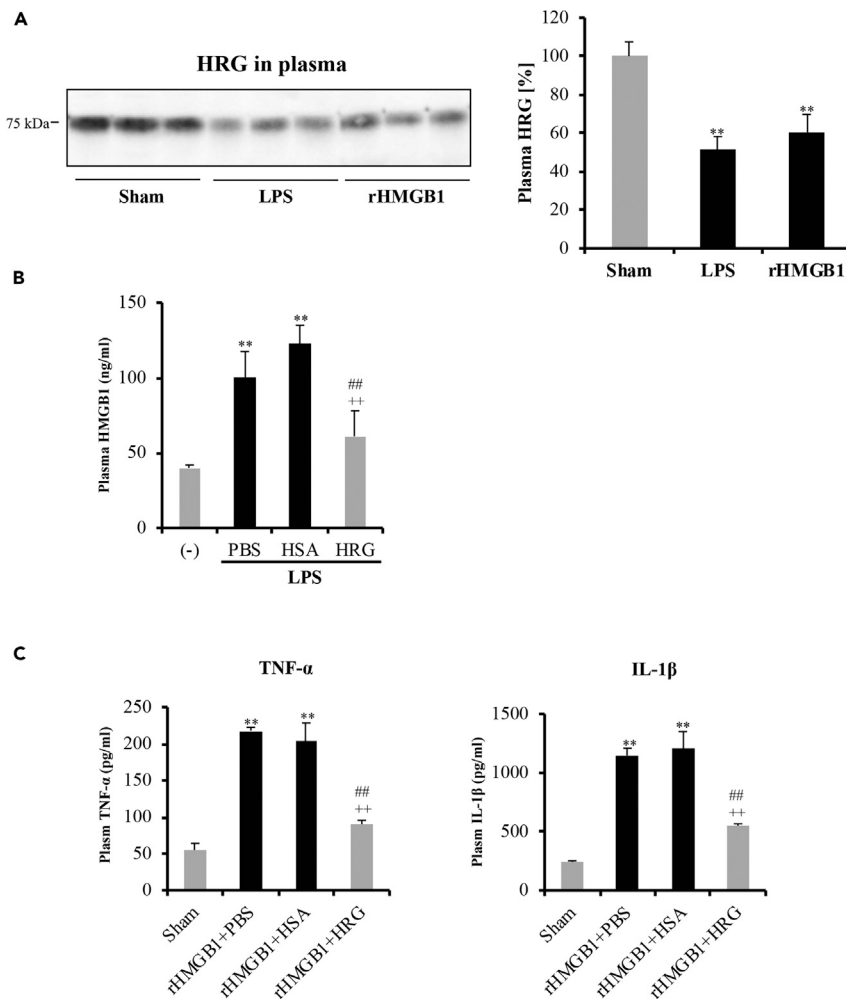 A
HRG in plasma
75 kDa
Sham LPS rHMGB1
Plasma HRG [%]
120
100
80
60
40
20
0
**
**
Sham LPS rHMGB1
B
Plasma HMGB1 (ng/ml)
150
100
50
0
**
**
##
++
(-) PBS HSA HRG
LPS
C
TNF-α
Plasm TNF-α (pg/ml)
250
200
150
100
50
0
**
**
##
++
Sham
rHMGB1+PBS
rHMGB1+HSA
rHMGB1+HRG
IL-1β
Plasm IL-1β (pg/ml)
1500
1000
500
0
**
**
##
++
Sham
rHMGB1+PBS
rHMGB1+HSA
rHMGB1+HRG